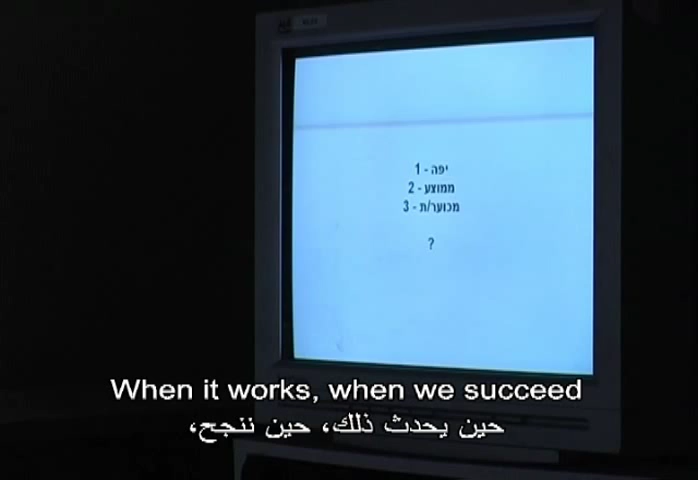 יפה - 1
ממוצע - 2
מכוער/ת - 3
?
When it works, when we succeed
حين يحدث ذلك، حين ننجح،